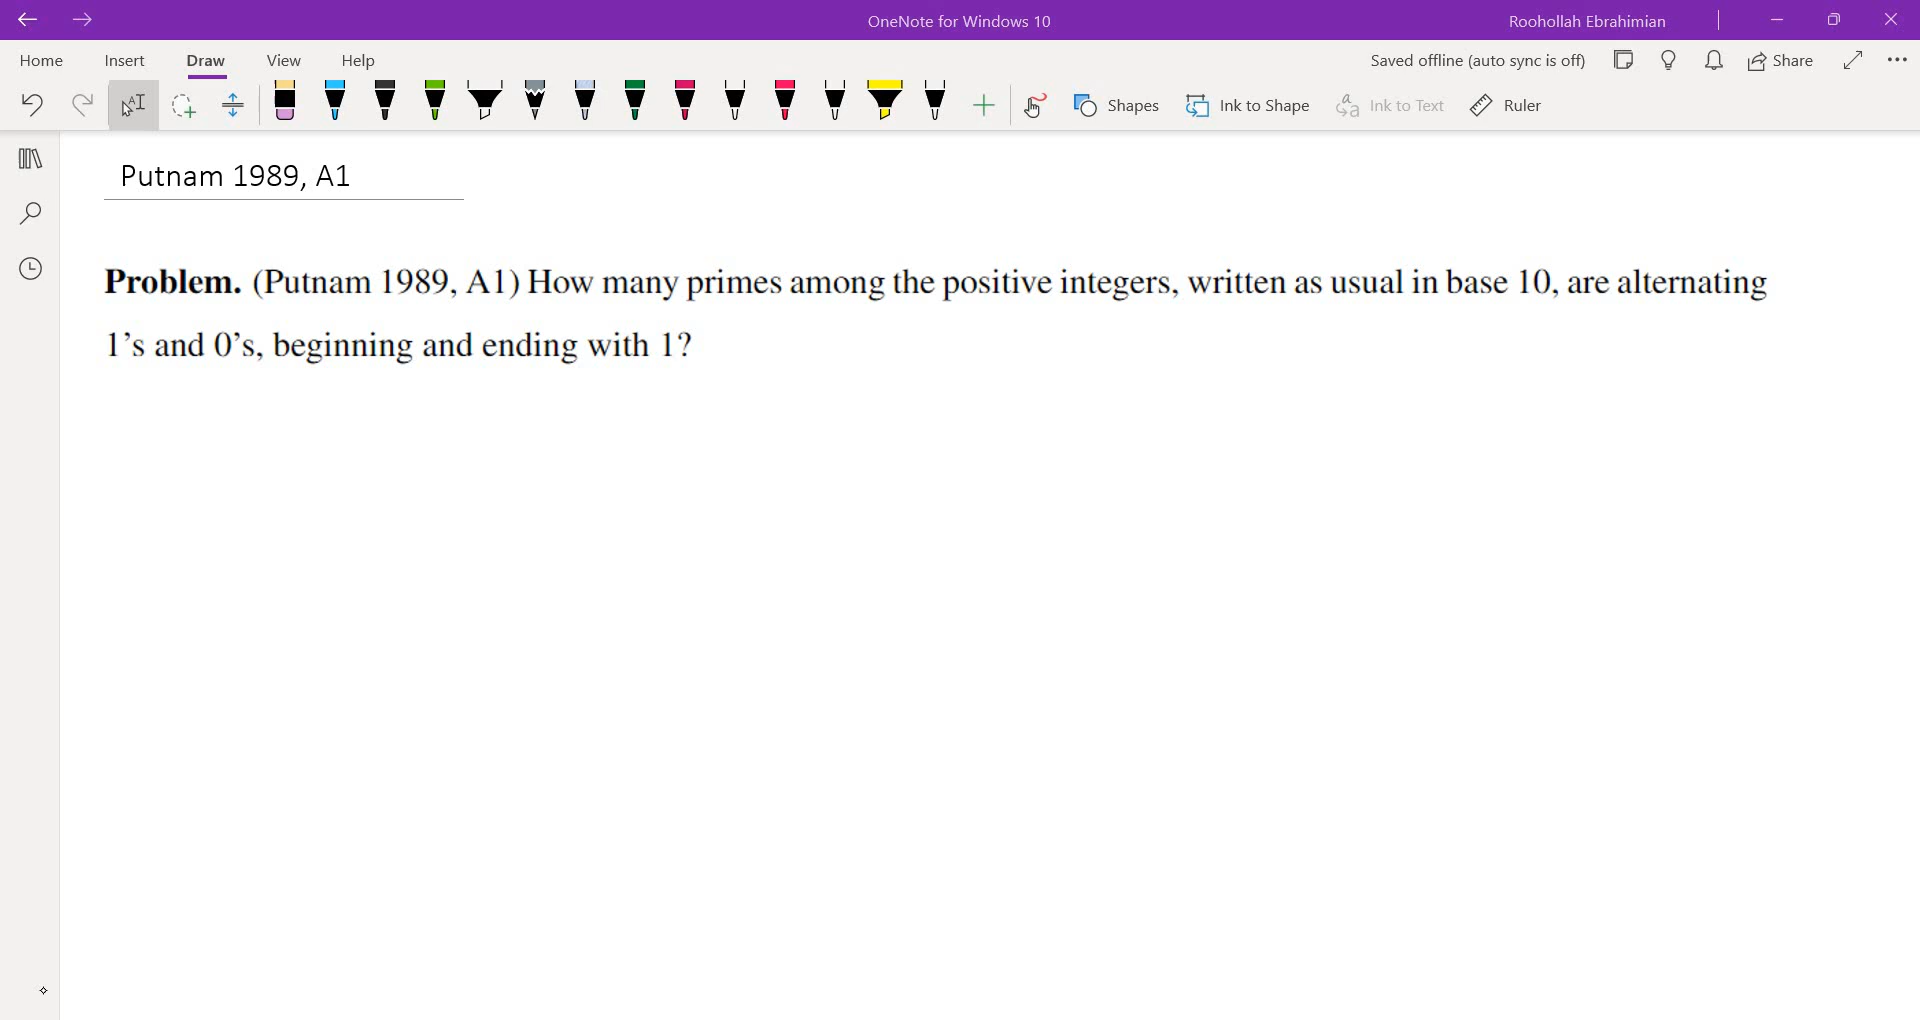 OneNote for Windows 10
Roohollah Ebrahimian
Home Insert Draw View Help
Saved offline (auto sync is off) Share
Shapes Ink to Shape Ink to Text Ruler
Putnam 1989, A1
Problem. (Putnam 1989, A1) How many primes among the positive integers, written as usual in base 10, are alternating
1’s and 0’s, beginning and ending with 1?